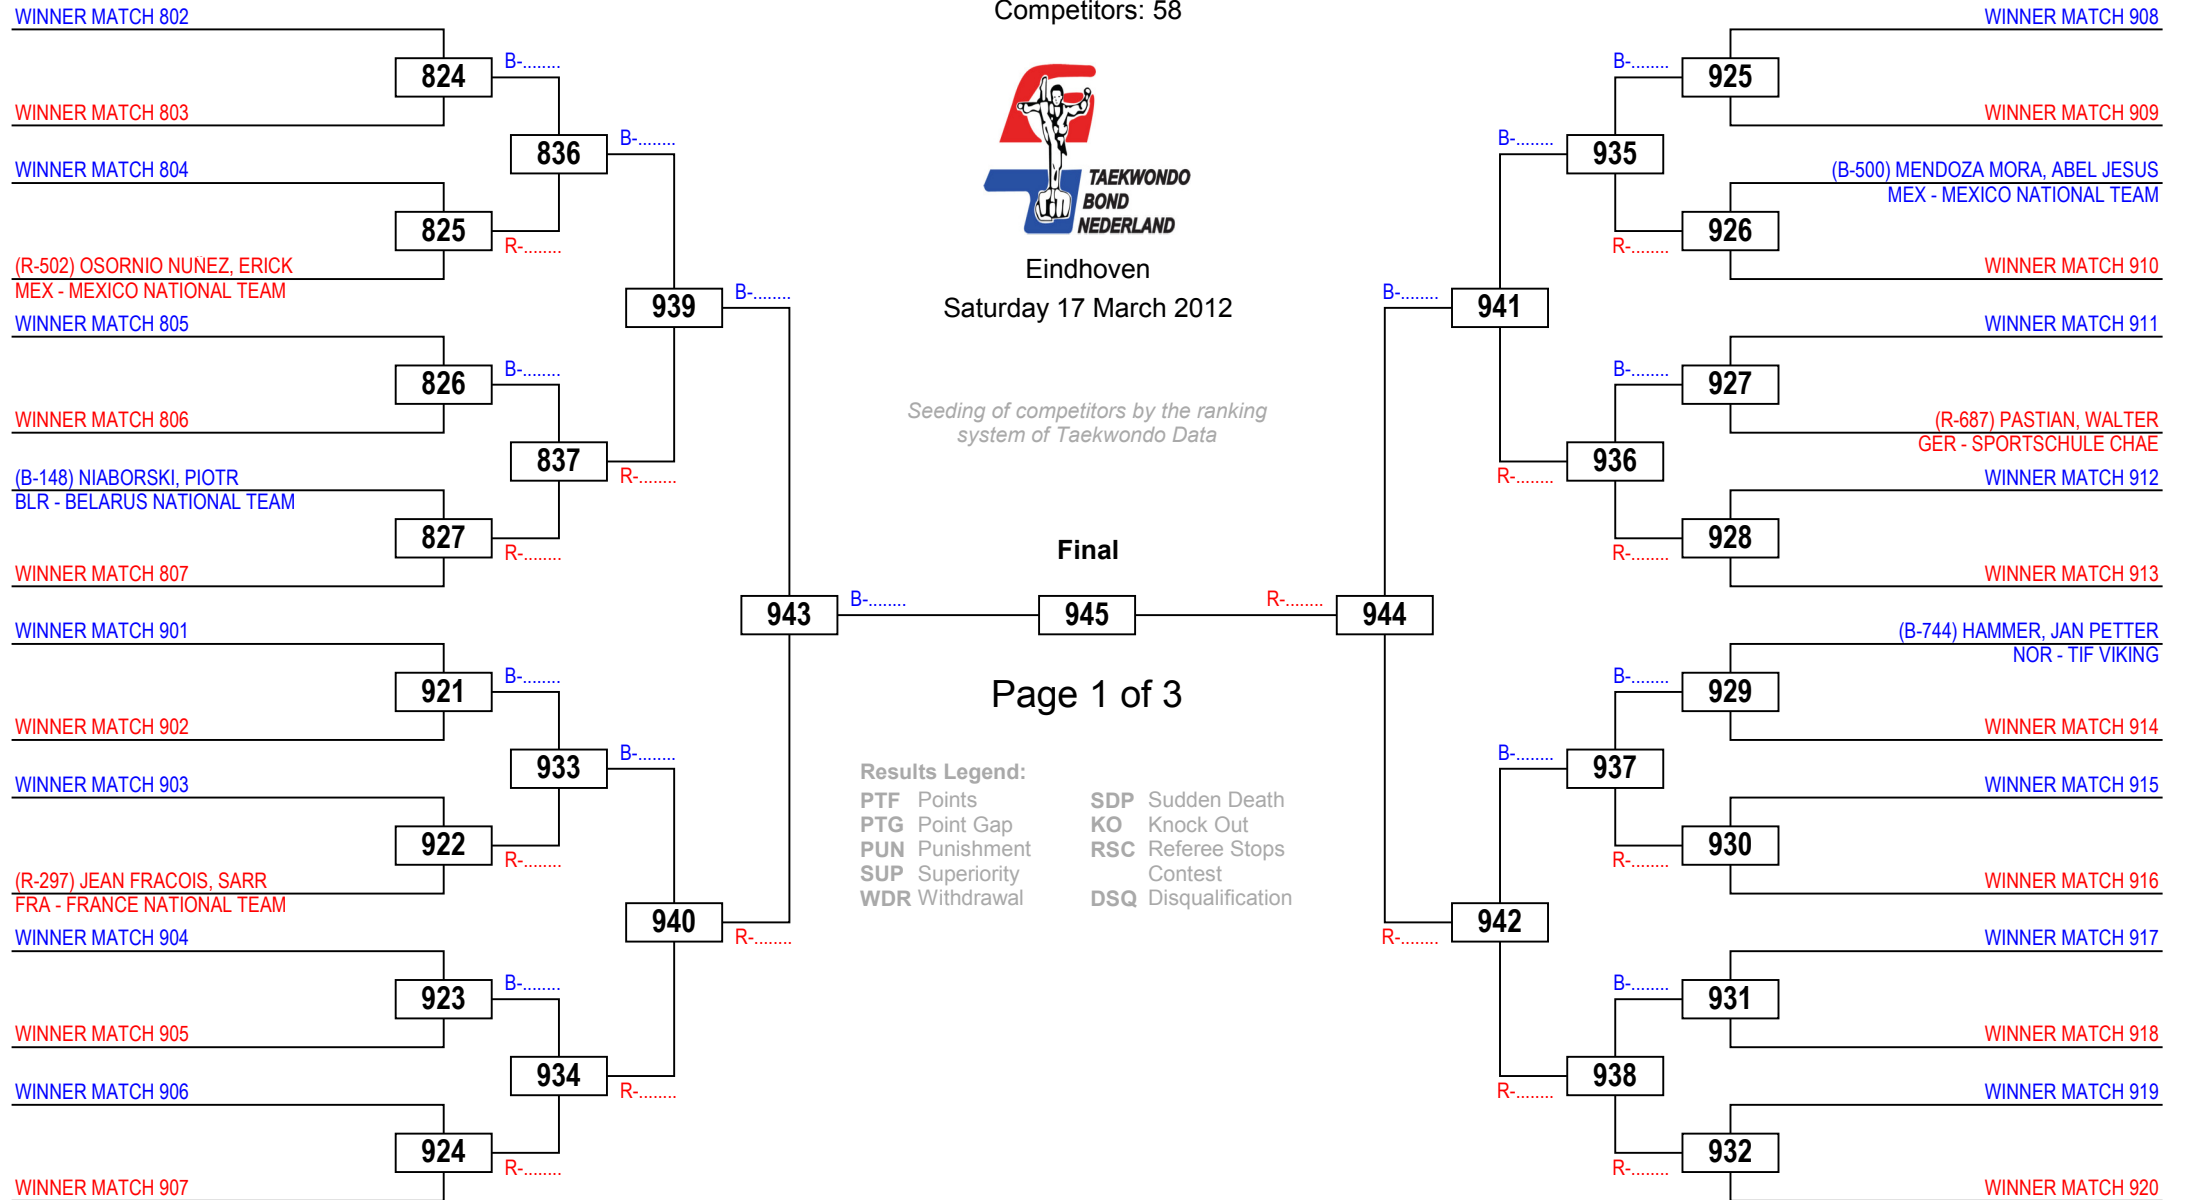 Competitors: 58
WINNER MATCH 802
824
B-........
WINNER MATCH 803
836
B-........
WINNER MATCH 804
825
R-........
(R-502) OSORNIO NUÑEZ, ERICK
MEX - MEXICO NATIONAL TEAM
939
B-........
WINNER MATCH 805
826
B-........
WINNER MATCH 806
837
R-........
(B-148) NIABORSKI, PIOTR
BLR - BELARUS NATIONAL TEAM
827
R-........
WINNER MATCH 807
943
B-........
WINNER MATCH 901
921
B-........
WINNER MATCH 902
933
B-........
WINNER MATCH 903
922
R-........
(R-297) JEAN FRACOIS, SARR
FRA - FRANCE NATIONAL TEAM
940
R-........
WINNER MATCH 904
923
B-........
WINNER MATCH 905
934
R-........
WINNER MATCH 906
924
R-........
WINNER MATCH 907
TAEKWONDO
BOND
NEDERLAND
Eindhoven
Saturday 17 March 2012
Seeding of competitors by the ranking
system of Taekwondo Data
Final
945
Page 1 of 3
Results Legend:
PTF Points
PTG Point Gap
PUN Punishment
SUP Superiority
WDR Withdrawal
SDP Sudden Death
KO Knock Out
RSC Referee Stops
Contest
DSQ Disqualification
WINNER MATCH 908
B-........
925
WINNER MATCH 909
B-........
935
(B-500) MENDOZA MORA, ABEL JESUS
MEX - MEXICO NATIONAL TEAM
926
R-........
WINNER MATCH 910
B-........
941
WINNER MATCH 911
B-........
927
(R-687) PASTIAN, WALTER
GER - SPORTSCHULE CHAE
936
R-........
WINNER MATCH 912
928
R-........
WINNER MATCH 913
R-........
944
(B-744) HAMMER, JAN PETTER
NOR - TIF VIKING
B-........
929
WINNER MATCH 914
B-........
937
WINNER MATCH 915
930
R-........
WINNER MATCH 916
942
R-........
WINNER MATCH 917
B-........
931
WINNER MATCH 918
938
R-........
WINNER MATCH 919
932
R-........
WINNER MATCH 920